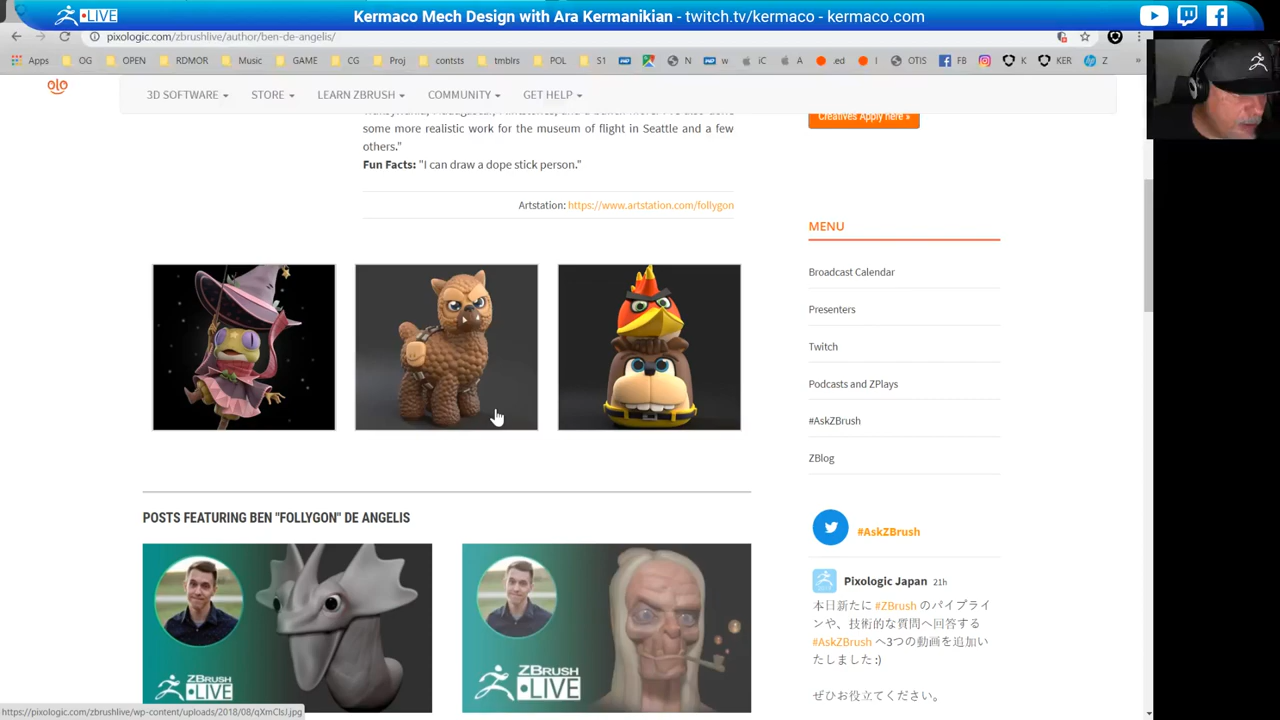 LIVE
Kermaco Mech Design with Ara Kermanikian - twitch.tv/kermaco - kermaco.com
pixologic.com/zbrushlive/author/ben-de-angelis/
Apps OG OPEN RDMOR Music GAME CG Proj contsts tmblrs POL S1 N w iC A .ed I OTIS FB K KER Z »
3D SOFTWARE STORE LEARN ZBRUSH COMMUNITY GET HELP
some more realistic work for the museum of flight in Seattle and a few
others."
Fun Facts: "I can draw a dope stick person."
Artstation: https://www.artstation.com/follygon
Creatives Apply here »
MENU
Broadcast Calendar
Presenters
Twitch
Podcasts and ZPlays
#AskZBrush
ZBlog
POSTS FEATURING BEN "FOLLYGON" DE ANGELIS
ZBRUSH
LIVE
ZBRUSH
LIVE
#AskZBrush
Pixologic Japan 21h
本日新たに #ZBrush のパイプライ
ンや、技術的な質問へ回答する
#AskZBrush へ3つの動画を追加い
たしました :)
ぜひお役立てください。
https://pixologic.com/zbrushlive/wp-content/uploads/2018/08/qXmClsJ.jpg